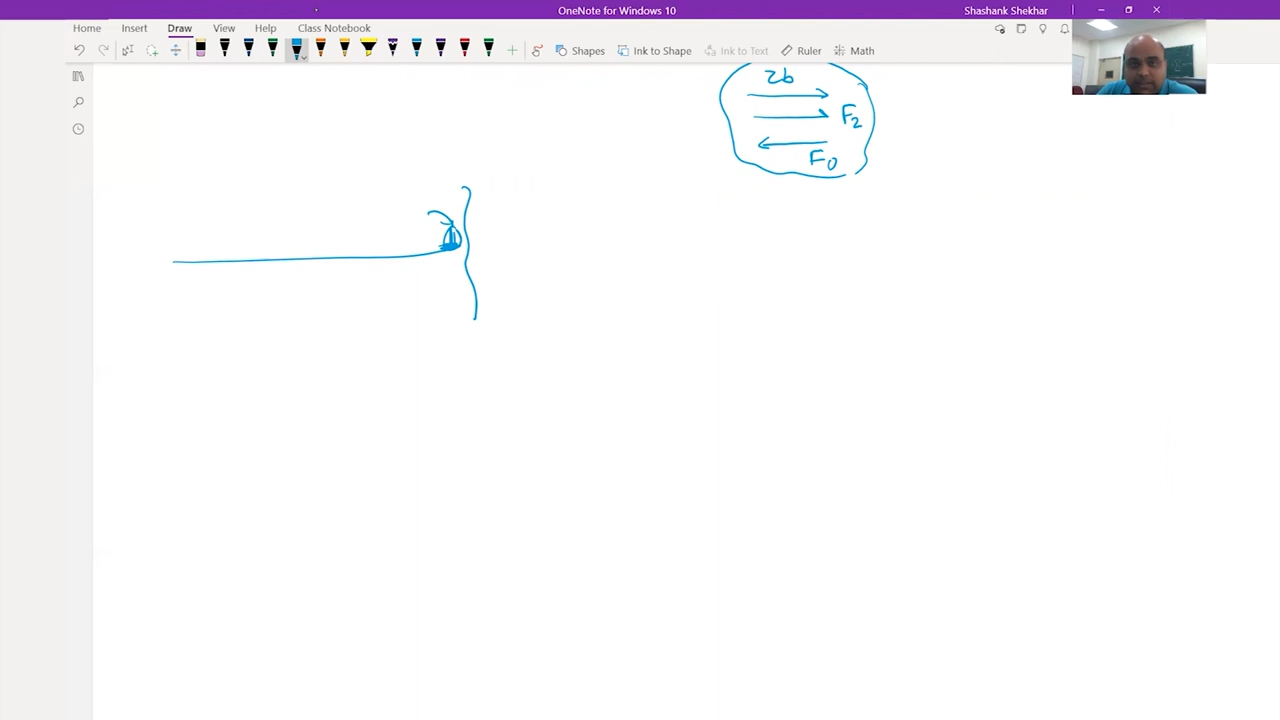 OneNote for Windows 10
Shashank Shekhar
Home Insert Draw View Help Class Notebook
Shapes Ink to Shape Ink to Text Ruler Math
2b
F2
F0